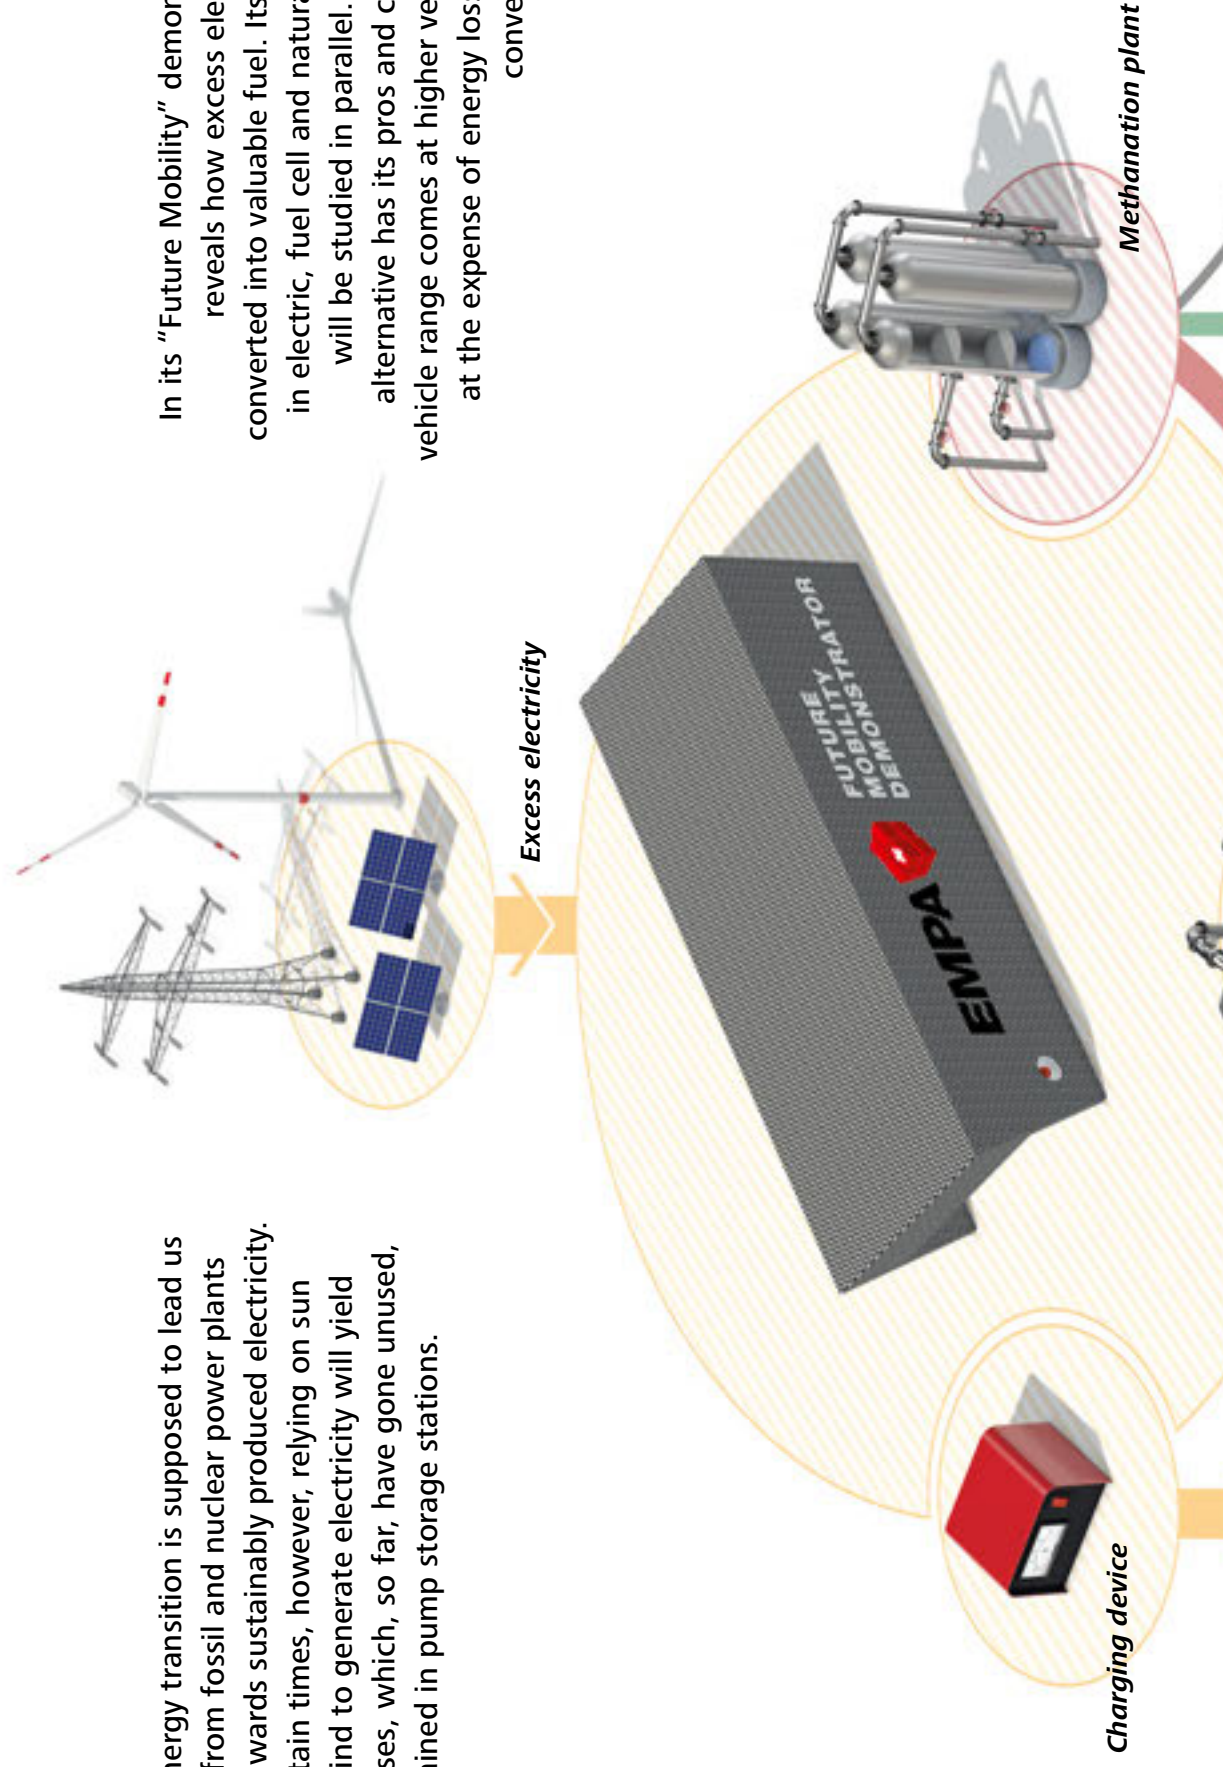 nergy transition is supposed to lead us
from fossil and nuclear power plants
wards sustainably produced electricity.
tain times, however, relying on sun
ind to generate electricity will yield
ses, which, so far, have gone unused,
ined in pump storage stations.
In its “Future Mobility” demon
reveals how excess ele
converted into valuable fuel. Its
in electric, fuel cell and natura
will be studied in parallel.
alternative has its pros and c
vehicle range comes at higher ve
at the expense of energy loss
conve
Excess electricity
FUTURE
MOBILITY
DEMONSTRATOR
EMPA
Charging device
Methanation plant